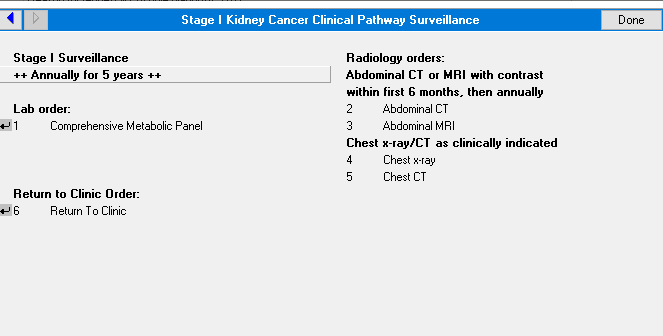 Stage I Kidney Cancer Clinical Pathway Surveillance
Done
Stage I Surveillance
++ Annually for 5 years ++
Lab order:
1 Comprehensive Metabolic Panel
Return to Clinic Order:
6 Return To Clinic
Radiology orders:
Abdominal CT or MRI with contrast
within first 6 months, then annually
2 Abdominal CT
3 Abdominal MRI
Chest x-ray/CT as clinically indicated
4 Chest x-ray
5 Chest CT